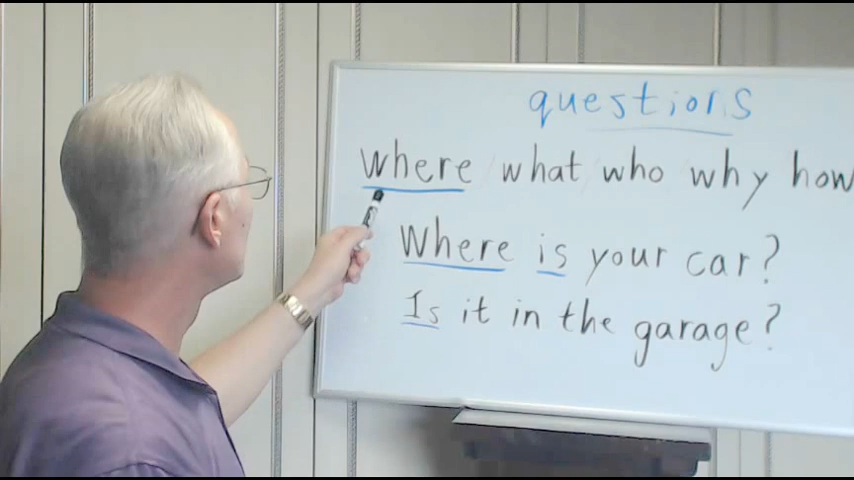 questions
where what who why how
Where is your car?
Is it in the garage?